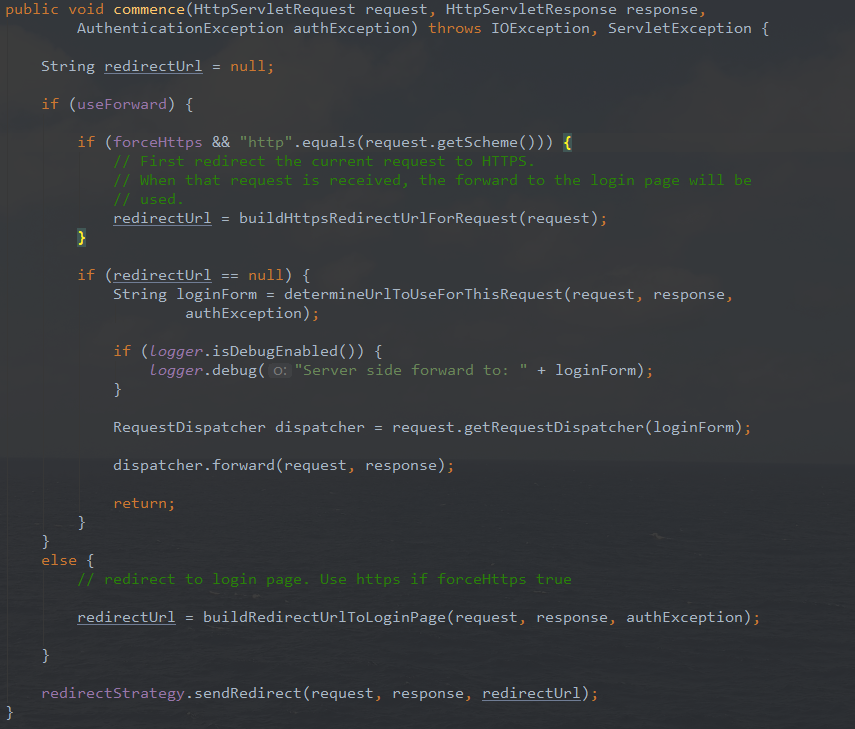 public void commence(HttpServletRequest request, HttpServletResponse response,
        AuthenticationException authException) throws IOException, ServletException {

    String redirectUrl = null;

    if (useForward) {

        if (forceHttps && "http".equals(request.getScheme())) {
            // First redirect the current request to HTTPS.
            // When that request is received, the forward to the login page will be
            // used.
            redirectUrl = buildHttpsRedirectUrlForRequest(request);
        }

        if (redirectUrl == null) {
            String loginForm = determineUrlToUseForThisRequest(request, response,
                    authException);

            if (logger.isDebugEnabled()) {
                logger.debug( o: "Server side forward to: " + loginForm);
            }

            RequestDispatcher dispatcher = request.getRequestDispatcher(loginForm);

            dispatcher.forward(request, response);

            return;
        }
    }
    else {
        // redirect to login page. Use https if forceHttps true

        redirectUrl = buildRedirectUrlToLoginPage(request, response, authException);

    }

    redirectStrategy.sendRedirect(request, response, redirectUrl);
}